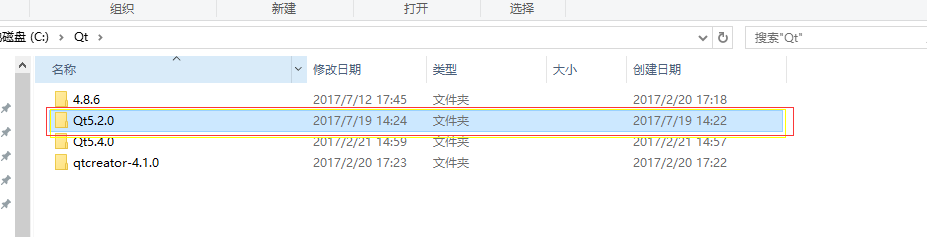 组织 新建 打开 选择
磁盘 (C:) › Qt › 搜索"Qt"
名称 修改日期 类型 大小 创建日期
4.8.6 2017/7/12 17:45 文件夹 2017/2/20 17:18
Qt5.2.0 2017/7/19 14:24 文件夹 2017/7/19 14:22
Qt5.4.0 2017/2/21 14:59 文件夹 2017/2/21 14:57
qtcreator-4.1.0 2017/2/20 17:23 文件夹 2017/2/20 17:22